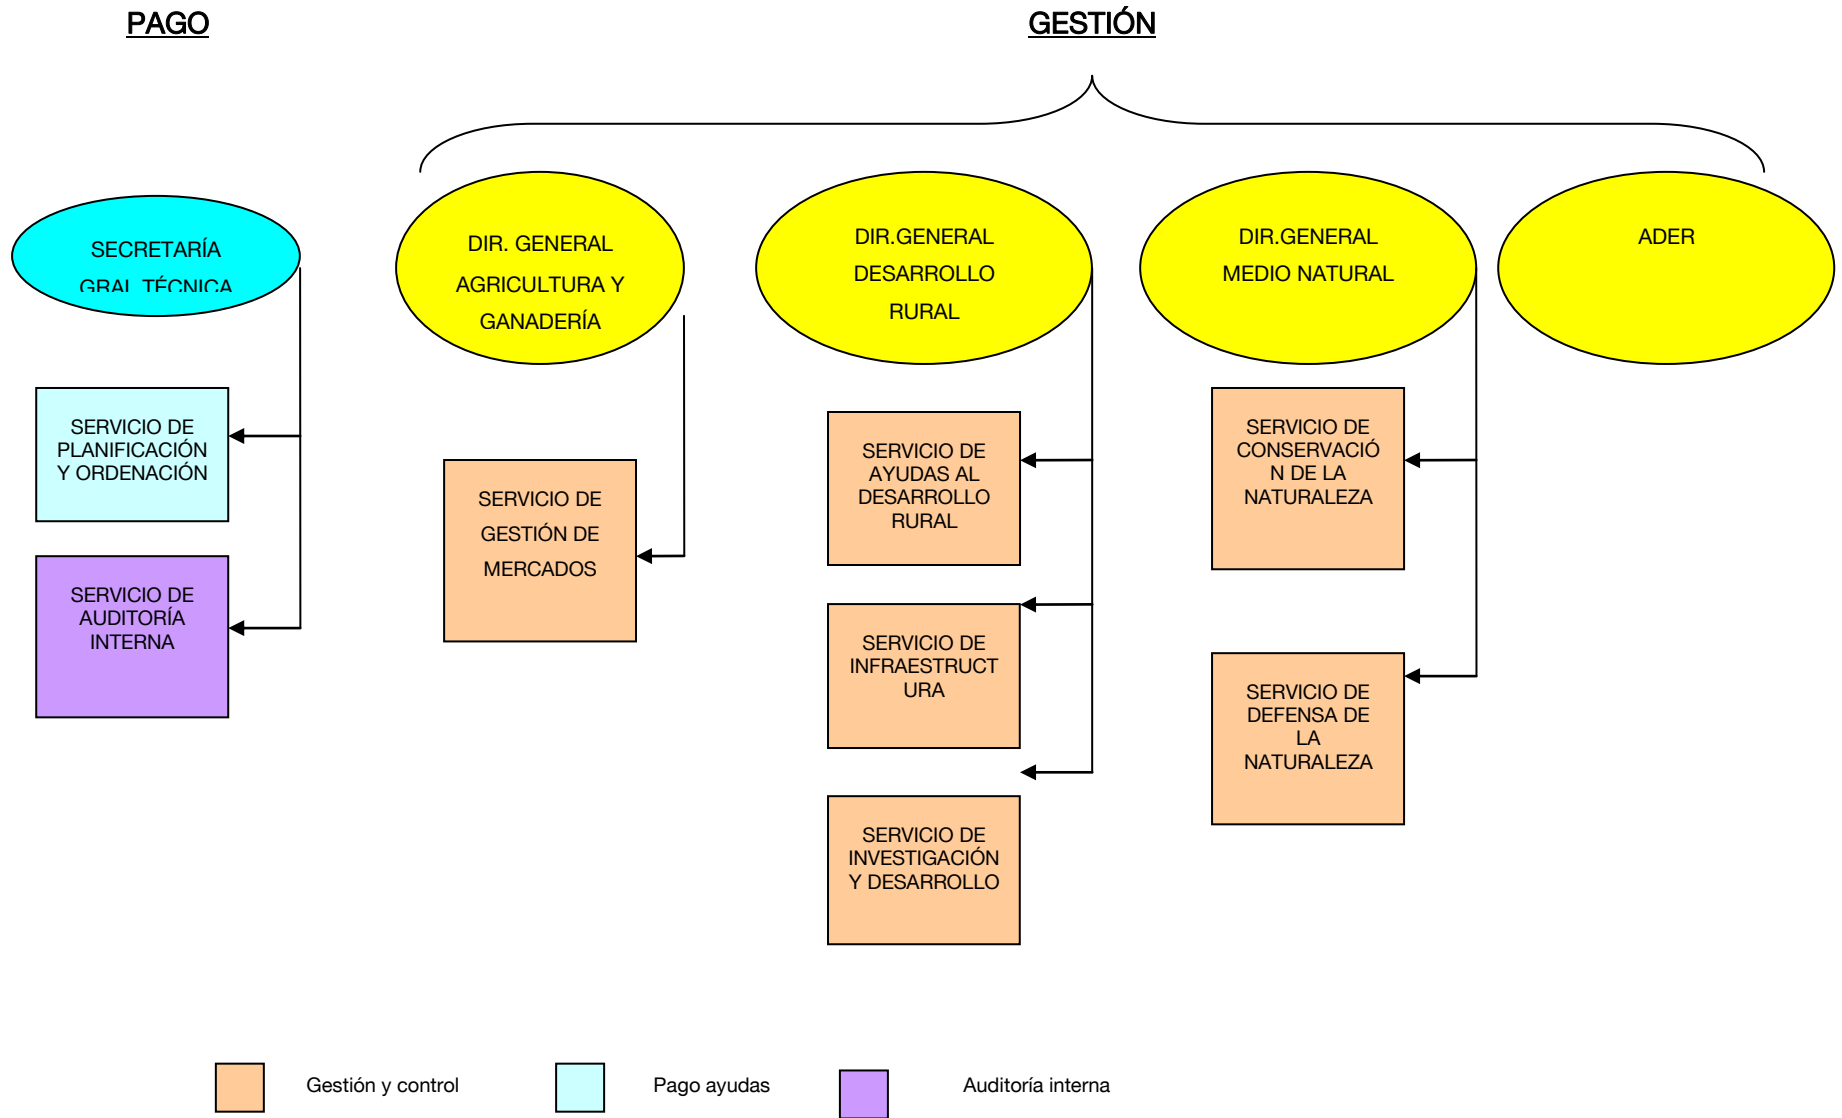 PAGO
GESTIÓN
SECRETARÍA
GRAL TÉCNICA
DIR. GENERAL
AGRICULTURA Y
GANADERÍA
DIR.GENERAL
DESARROLLO
RURAL
DIR.GENERAL
MEDIO NATURAL
ADER
SERVICIO DE
PLANIFICACIÓN
Y ORDENACIÓN
SERVICIO DE
AUDITORÍA
INTERNA
SERVICIO DE
GESTIÓN DE
MERCADOS
SERVICIO DE
AYUDAS AL
DESARROLLO
RURAL
SERVICIO DE
INFRAESTRUCT
URA
SERVICIO DE
INVESTIGACIÓN
Y DESARROLLO
SERVICIO DE
CONSERVACIÓ
N DE LA
NATURALEZA
SERVICIO DE
DEFENSA DE
LA
NATURALEZA
Gestión y control
Pago ayudas
Auditoría interna